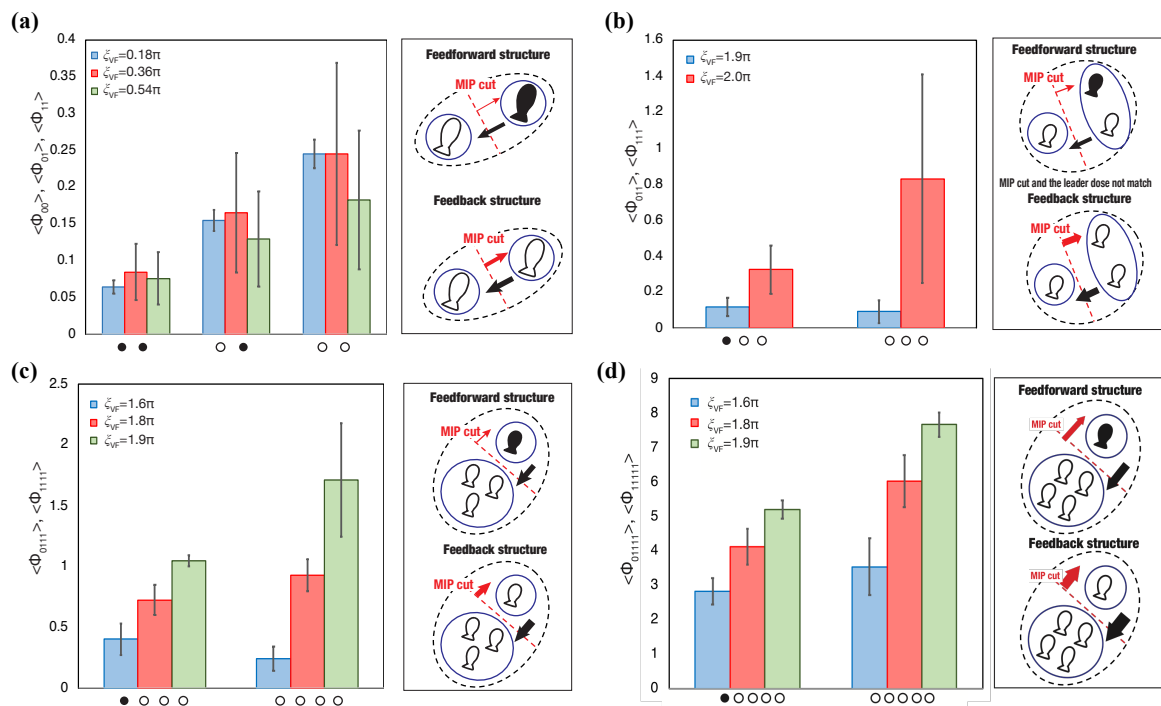 (a)
0.4
0.35
0.3
0.25
0.2
0.15
0.1
0.05
0
<Φ₀₀>, <Φ₀₁>, <Φ₁₁>
ξVF=0.18π
ξVF=0.36π
ξVF=0.54π
Feedforward structure
MIP cut
Feedback structure
MIP cut
(b)
1.6
1.4
1.2
1
0.8
0.6
0.4
0.2
0
<Φ₀₁₁>, <Φ₁₁₁>
ξVF=1.9π
ξVF=2.0π
Feedforward structure
MIP cut
MIP cut and the leader dose not match
Feedback structure
MIP cut
(c)
2.5
2
1.5
1
0.5
0
<Φ₀₁₁₁>, <Φ₁₁₁₁>
ξVF=1.6π
ξVF=1.8π
ξVF=1.9π
Feedforward structure
MIP cut
Feedback structure
MIP cut
(d)
9
8
7
6
5
4
3
2
1
0
<Φ₀₁₁₁₁>, <Φ₁₁₁₁₁>
ξVF=1.6π
ξVF=1.8π
ξVF=1.9π
Feedforward structure
MIP cut
Feedback structure
MIP cut